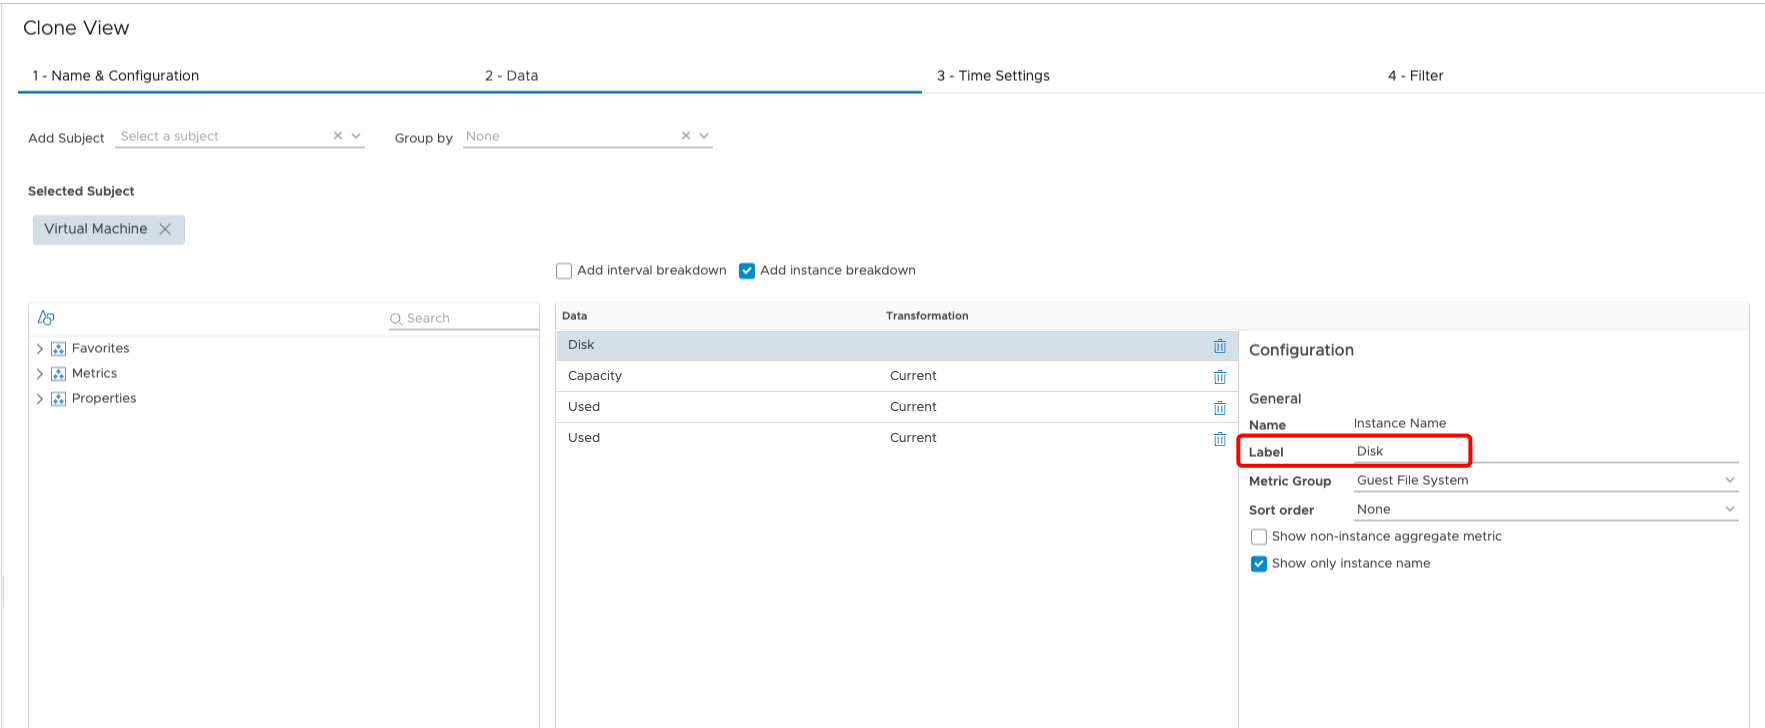 Clone View
1 - Name & Configuration
2 - Data
3 - Time Settings
4 - Filter
Add Subject Select a subject
Group by None
Selected Subject
Virtual Machine
Add interval breakdown
Add instance breakdown
Search
Favorites
Metrics
Properties
Data Transformation
Disk
Capacity Current
Used Current
Used Current
Configuration
General
Name Instance Name
Label Disk
Metric Group Guest File System
Sort order None
Show non-instance aggregate metric
Show only instance name